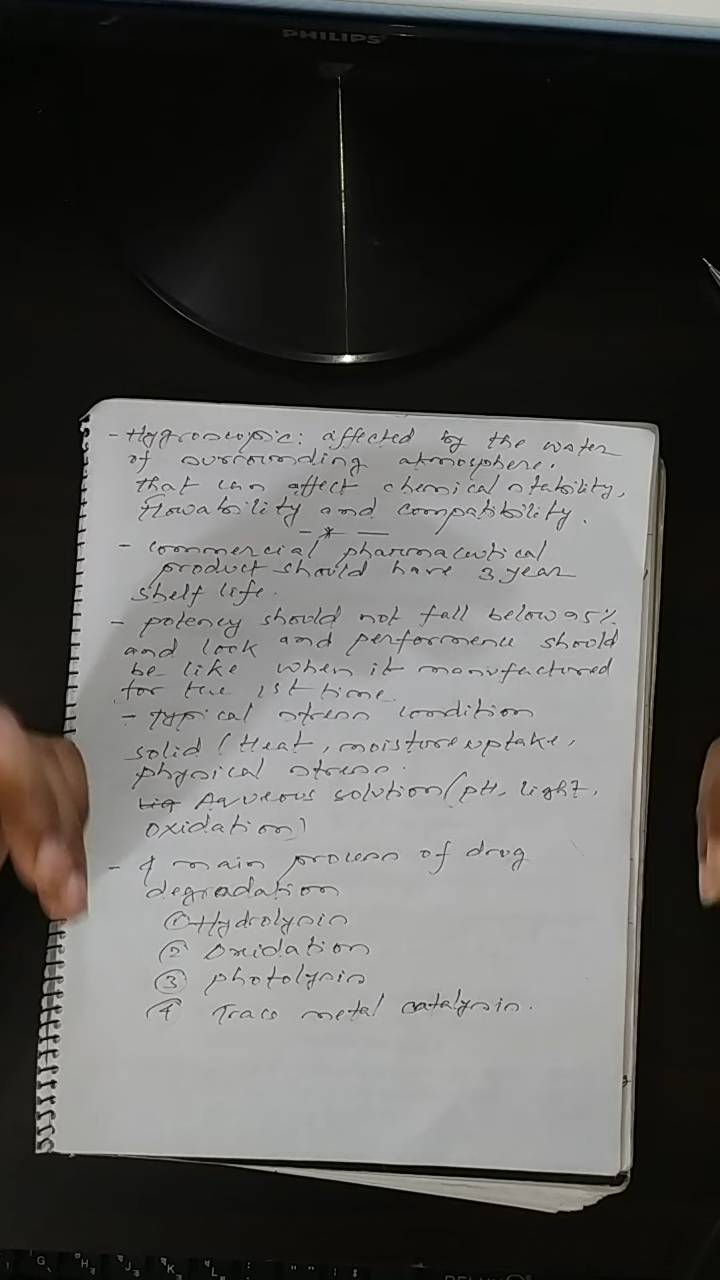 PHILIPS
- Hygroscopic: affected by the water
of surrounding atmosphere.
that can affect chemical stability,
flowability and compatibility.
- * -
- commercial pharmaceutical
product should have 3 year
shelf life.
- potency should not fall below 95%
and look and performance should
be like when it manufactured
for the 1st time.
- typical stress condition
solid (Heat, moisture uptake,
physical stress.
Aqueous solution (pH, light,
oxidation)
- 4 main process of drug
degradation
① Hydrolysis
② Oxidation
③ photolysis
④ Trace metal catalysis.
G H J K L